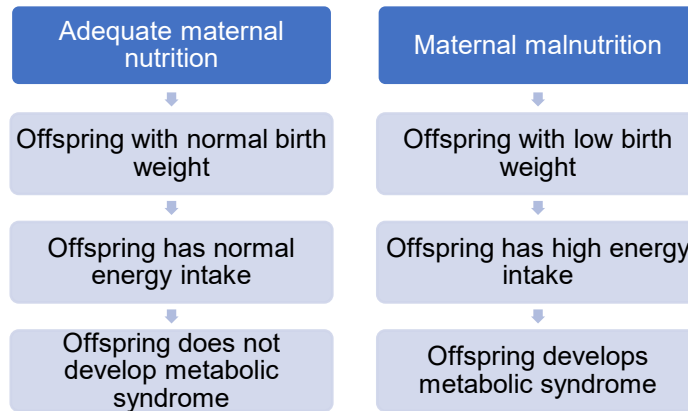 Adequate maternal
nutrition
Offspring with normal birth
weight
Offspring has normal
energy intake
Offspring does not
develop metabolic
syndrome
Maternal malnutrition
Offspring with low birth
weight
Offspring has high energy
intake
Offspring develops
metabolic syndrome